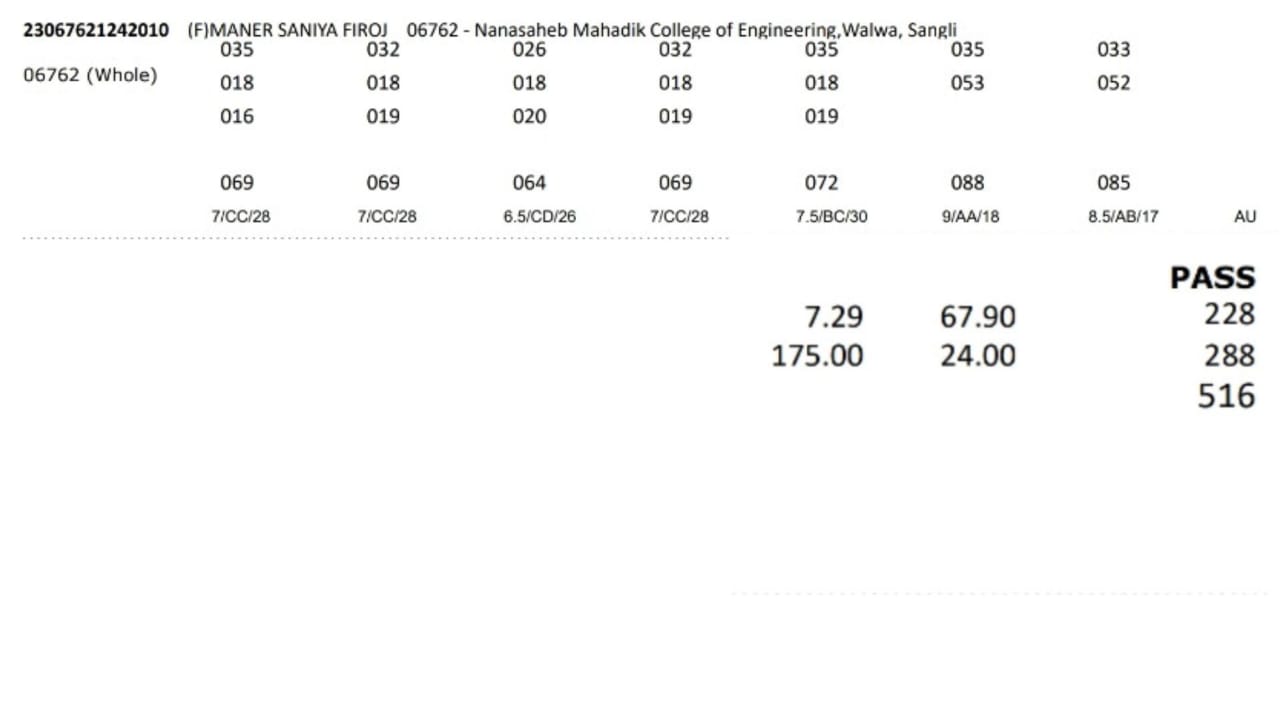 23067621242010 (F)MANER SANIYA FIROJ 06762 - Nanasaheb Mahadik College of Engineering,Walwa, Sangli
035 032 026 032 035 035 033
06762 (Whole)
018 018 018 018 018 053 052
016 019 020 019 019
069 069 064 069 072 088 085
7/CC/28 7/CC/28 6.5/CD/26 7/CC/28 7.5/BC/30 9/AA/18 8.5/AB/17 AU
PASS
7.29 67.90 228
175.00 24.00 288
516